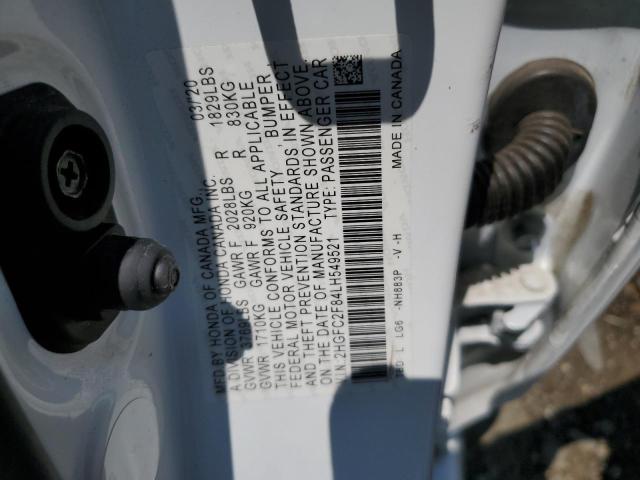 MFD BY HONDA OF CANADA MFG., 03/20
A DIVISION OF HONDA CANADA INC.
GVWR 3769LBS GAWR F 2028LBS R 1829LBS
GVWR 1710KG GAWR F 920KG R 830KG
THIS VEHICLE CONFORMS TO ALL APPLICABLE
FEDERAL MOTOR VEHICLE SAFETY, BUMPER,
AND THEFT PREVENTION STANDARDS IN EFFECT
ON THE DATE OF MANUFACTURE SHOWN ABOVE.
V.I.N.: 2HGFC2F64LH549521 TYPE: PASSENGER CAR
LG6 -NH883P -V -H MADE IN CANADA